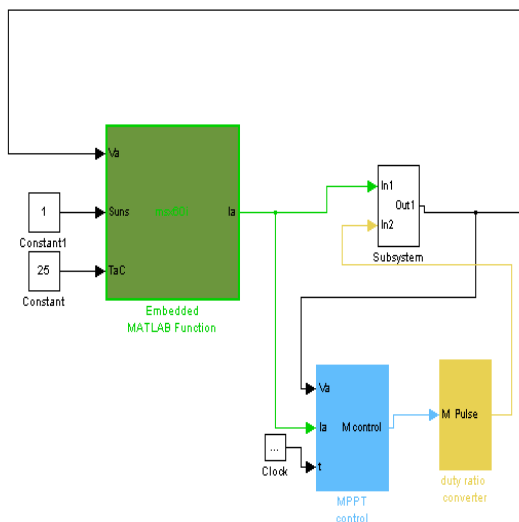 Va
Suns
Ia
TaC
1
Constant1
25
Constant
Embedded
MATLAB Function
In1
Out1
In2
Subsystem
Va
Ia
M control
t
...
Clock
MPPT
control
M Pulse
duty ratio
converter